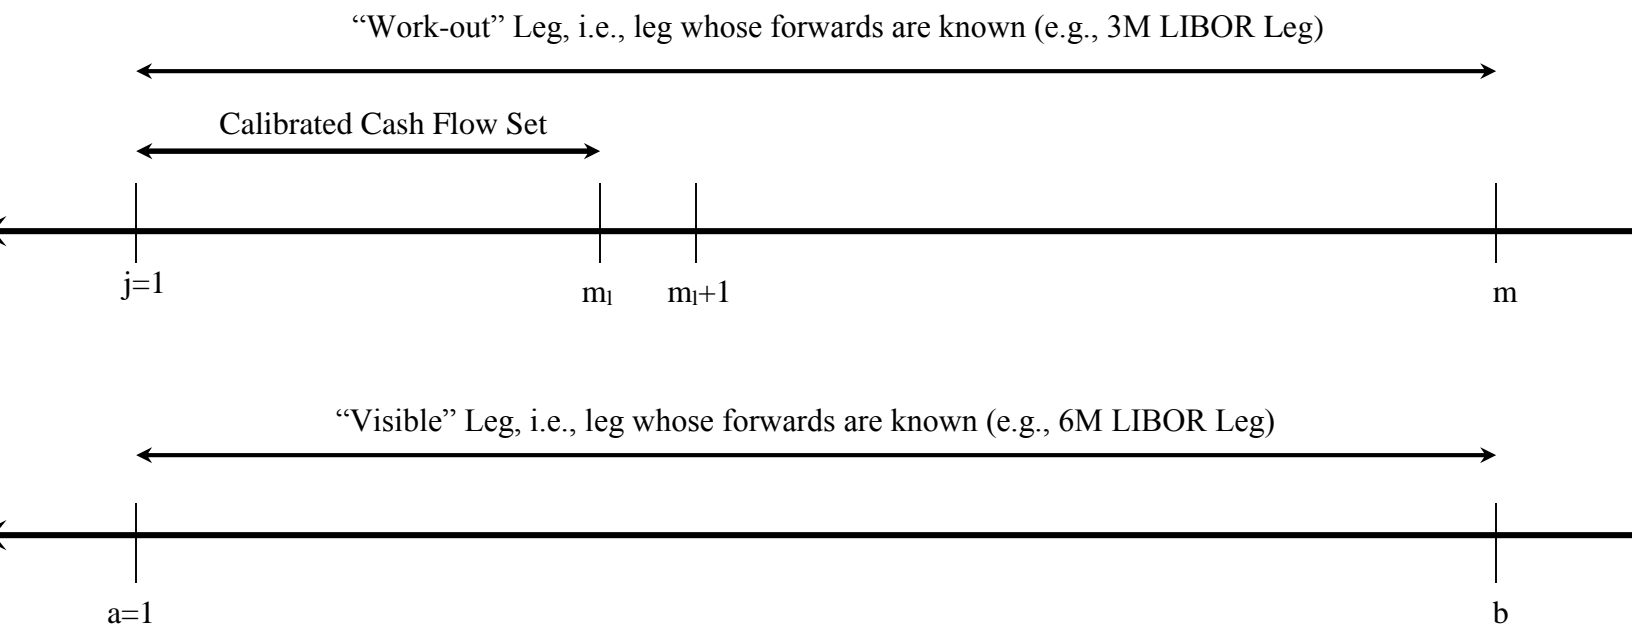 “Work-out” Leg, i.e., leg whose forwards are known (e.g., 3M LIBOR Leg)
Calibrated Cash Flow Set
j=1
mₗ
mₗ+1
m
“Visible” Leg, i.e., leg whose forwards are known (e.g., 6M LIBOR Leg)
a=1
b